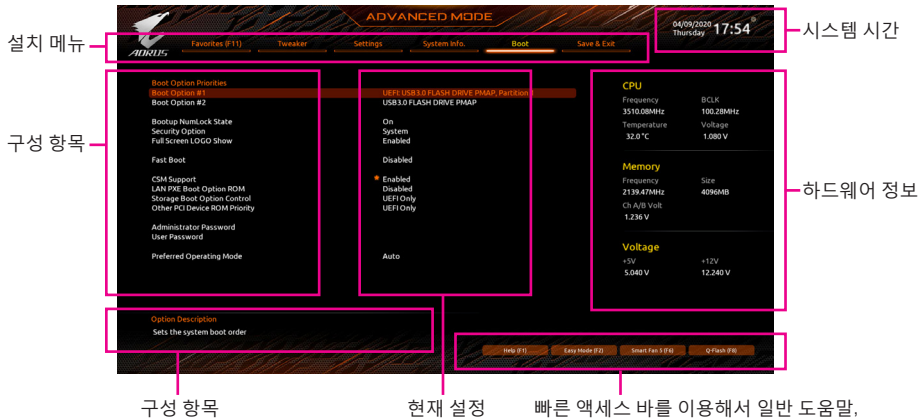 ADVANCED MODE
04/09/2020
Thursday 17:54
시스템 시간
설치 메뉴
AORUS
Favorites (F11) Tweaker Settings System Info. Boot Save & Exit
구성 항목
Boot Option Priorities
Boot Option #1 UEFI: USB3.0 FLASH DRIVE PMAP, Partition 1
Boot Option #2 USB3.0 FLASH DRIVE PMAP
Bootup NumLock State On
Security Option System
Full Screen LOGO Show Enabled
Fast Boot Disabled
CSM Support Enabled
LAN PXE Boot Option ROM Disabled
Storage Boot Option Control UEFI Only
Other PCI Device ROM Priority UEFI Only
Administrator Password
User Password
Preferred Operating Mode Auto
CPU
Frequency BCLK
3510.08MHz 100.28MHz
Temperature Voltage
32.0 °C 1.080 V
Memory
Frequency Size
2139.47MHz 4096MB
Ch A/B Volt
1.236 V
Voltage
+5V +12V
5.040 V 12.240 V
하드웨어 정보
Option Description
Sets the system boot order
Help (F1) Easy Mode (F2) Smart Fan 5 (F6) Q-Flash (F8)
구성 항목
현재 설정
빠른 액세스 바를 이용해서 일반 도움말,